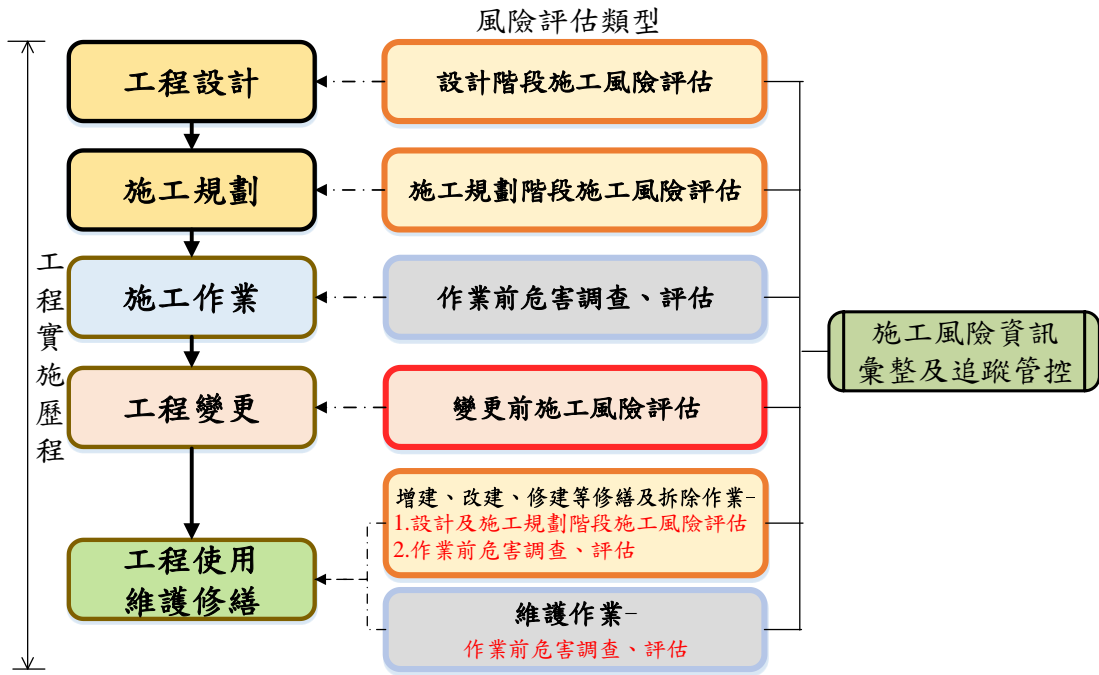 風險評估類型
工程實施歷程
工程設計
設計階段施工風險評估
施工規劃
施工規劃階段施工風險評估
施工作業
作業前危害調查、評估
工程變更
變更前施工風險評估
工程使用
維護修繕
增建、改建、修建等修繕及拆除作業-
1.設計及施工規劃階段施工風險評估
2.作業前危害調查、評估
維護作業-
作業前危害調查、評估
施工風險資訊
彙整及追蹤管控